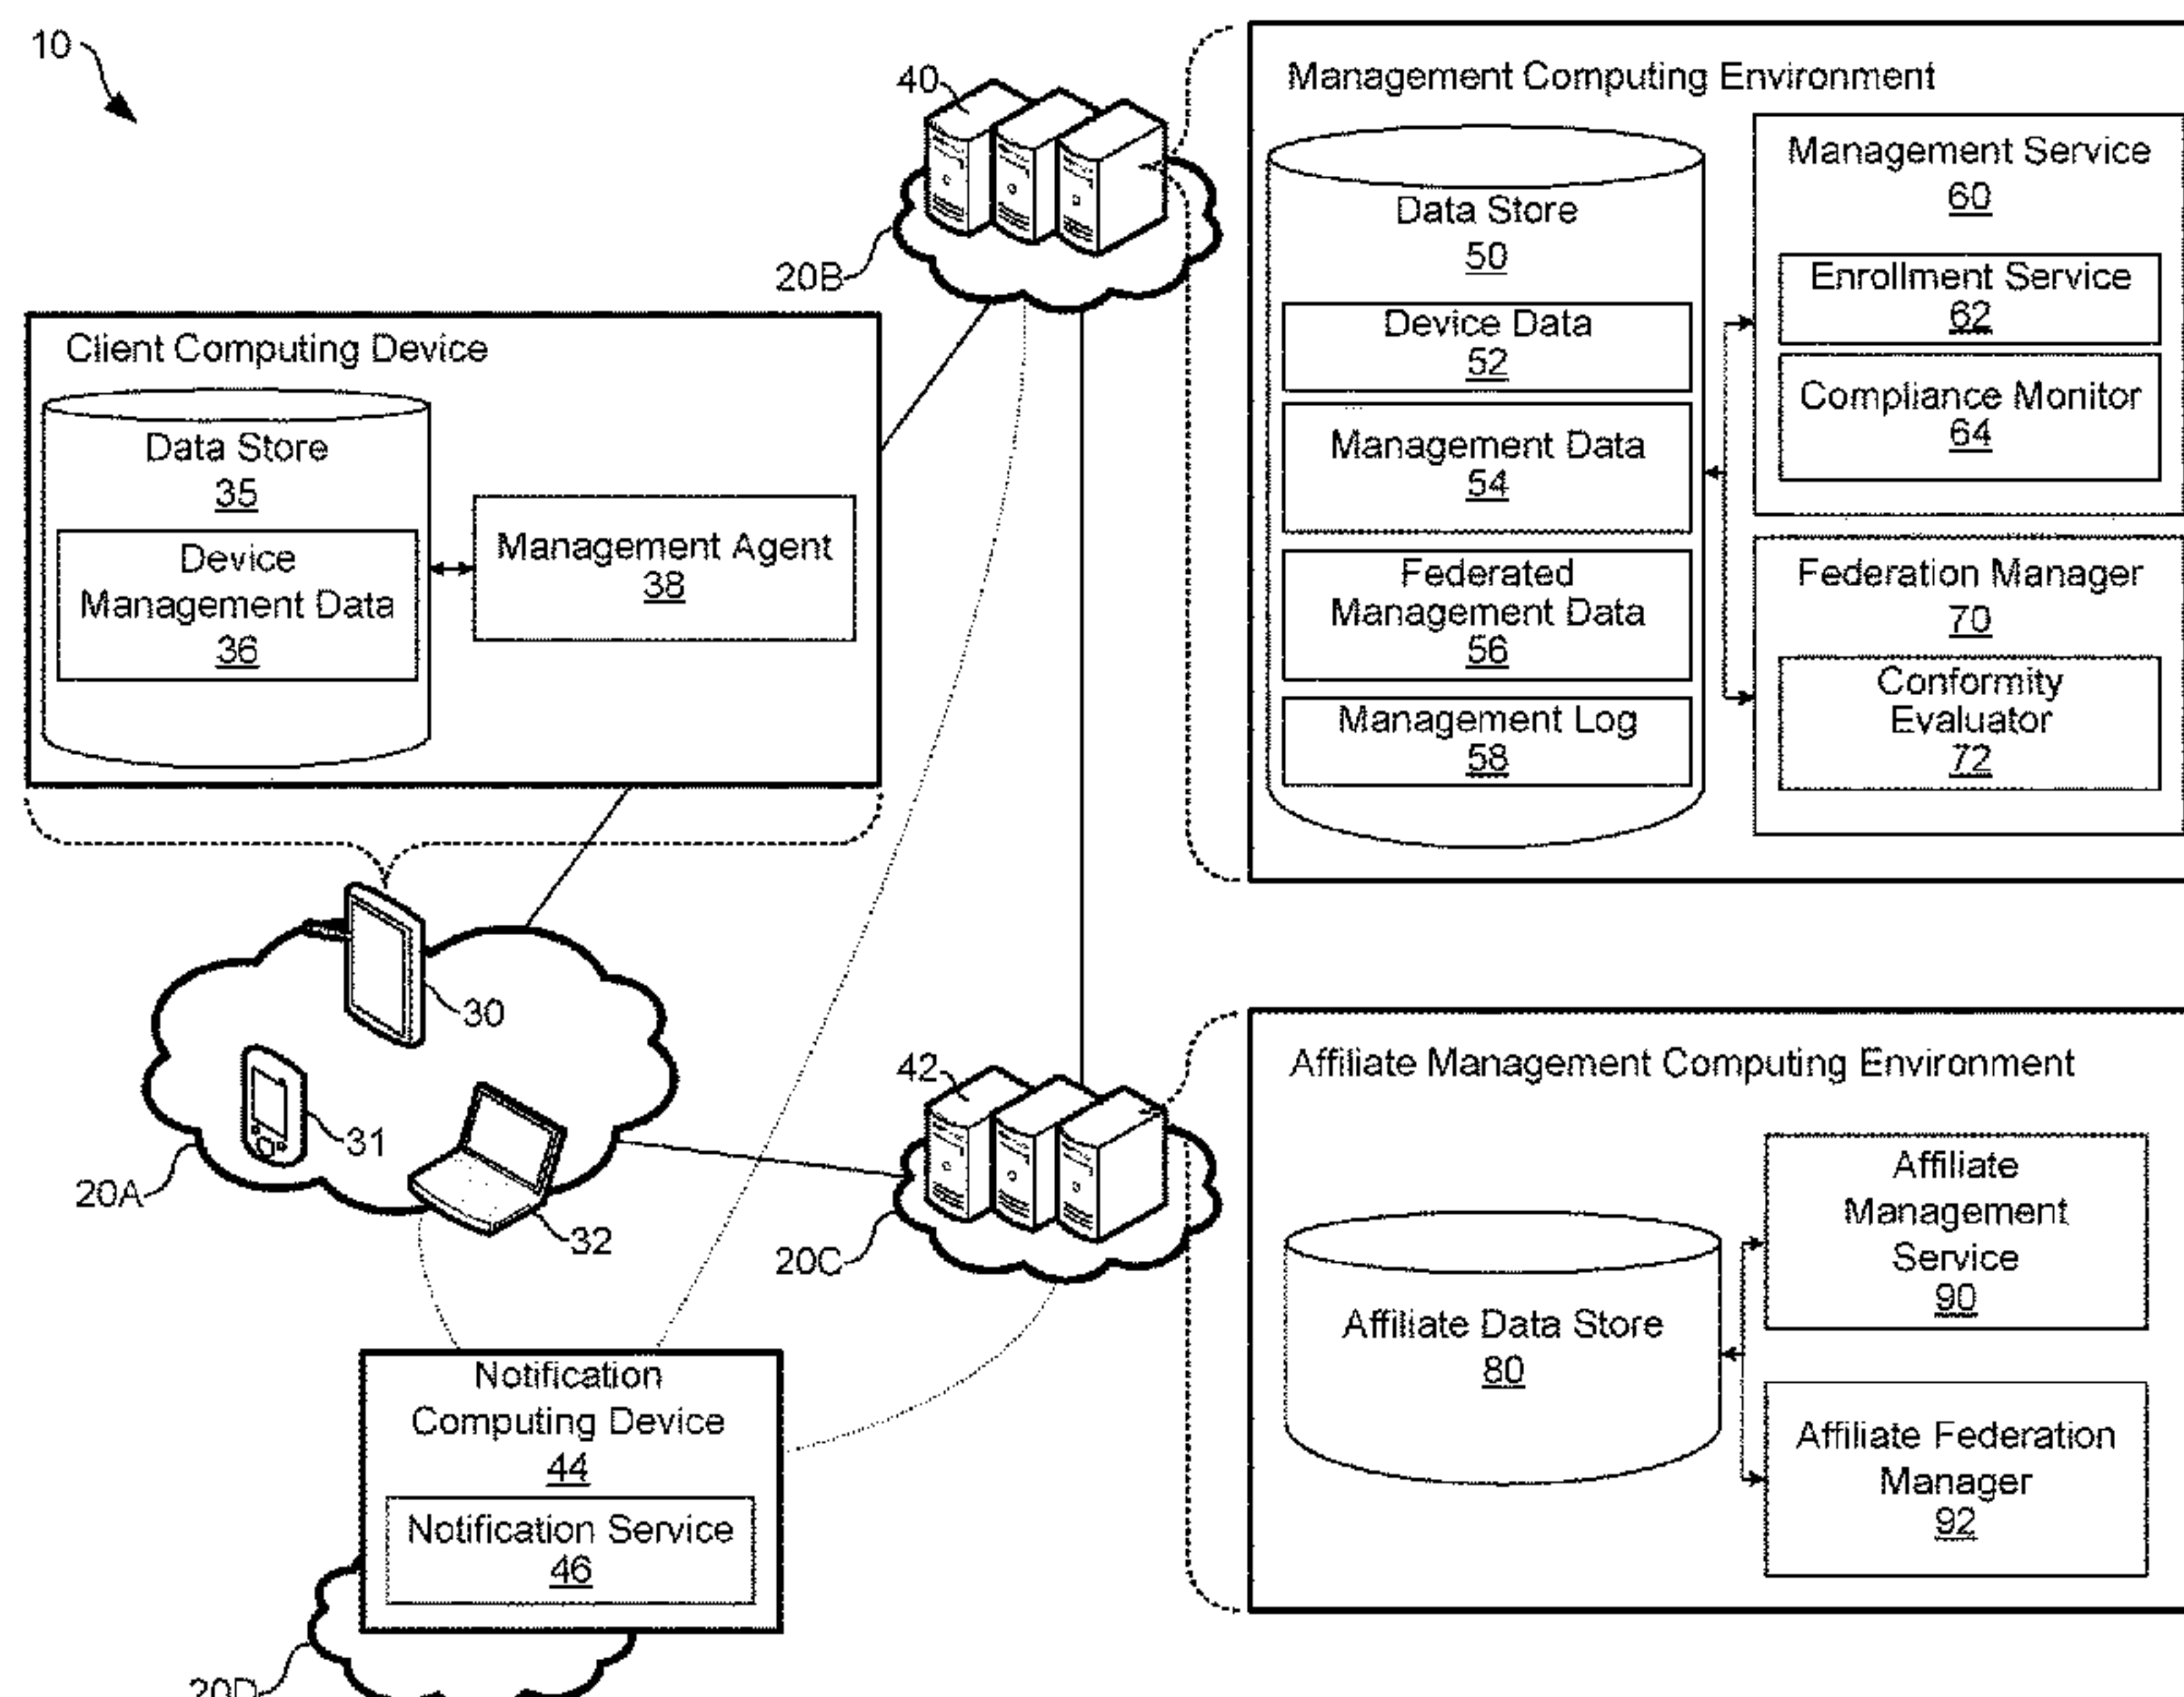 10
40
20B
Client Computing Device
Data Store
35
Device
Management Data
36
Management Agent
38
Management Computing Environment
Data Store
50
Device Data
52
Management Data
54
Federated
Management Data
56
Management Log
58
Management Service
60
Enrollment Service
62
Compliance Monitor
64
Federation Manager
70
Conformity
Evaluator
72
30
31
32
20A
42
20C
Affiliate Management Computing Environment
Affiliate Data Store
80
Affiliate
Management
Service
90
Affiliate Federation
Manager
92
Notification
Computing Device
44
Notification Service
46
20D